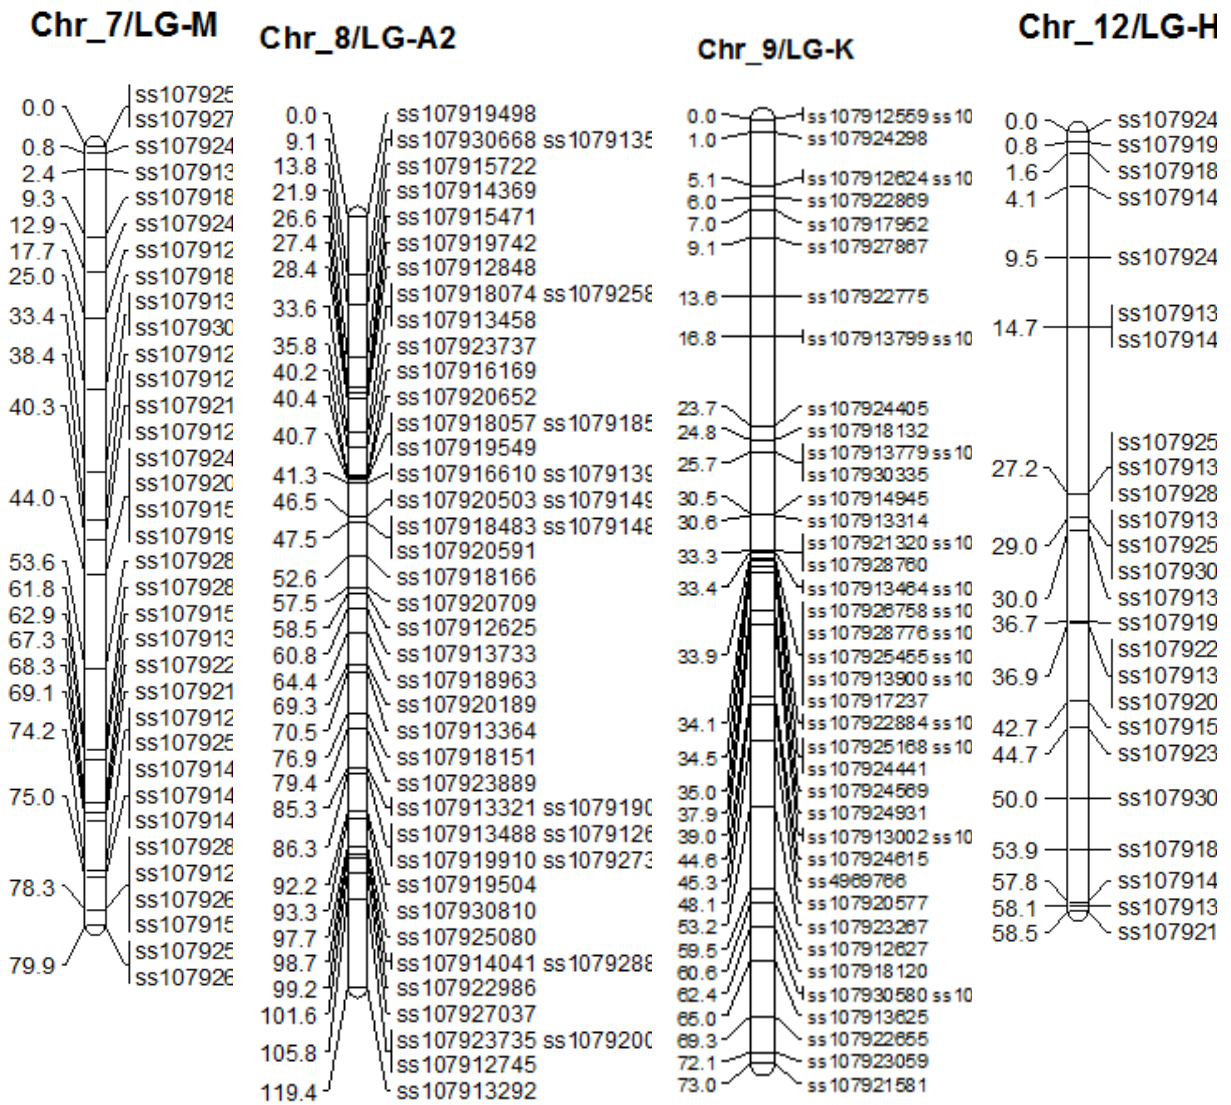 Chr_7/LG-M
0.0 ss107925
ss107927
0.8 ss107924
2.4 ss107913
9.3 ss107918
12.9 ss107924
17.7 ss107912
25.0 ss107918
33.4 ss107913
ss107930
38.4 ss107912
40.3 ss107912
ss107921
ss107912
44.0 ss107924
ss107920
ss107915
ss107919
53.6 ss107928
61.8 ss107928
62.9 ss107915
67.3 ss107913
68.3 ss107922
69.1 ss107921
74.2 ss107912
ss107925
75.0 ss107914
ss107914
ss107914
78.3 ss107928
ss107912
ss107926
ss107915
79.9 ss107925
ss107926
Chr_8/LG-A2
0.0 ss107919498
9.1 ss107930668 ss1079135
13.8 ss107915722
21.9 ss107914369
26.6 ss107915471
27.4 ss107919742
28.4 ss107912848
33.6 ss107918074 ss1079258
ss107913458
35.8 ss107923737
40.2 ss107916169
40.4 ss107920652
40.7 ss107918057 ss1079185
ss107919549
41.3 ss107916610 ss1079139
46.5 ss107920503 ss1079149
47.5 ss107918483 ss1079148
ss107920591
52.6 ss107918166
57.5 ss107920709
58.5 ss107912625
60.8 ss107913733
64.4 ss107918963
69.3 ss107920189
70.5 ss107913364
76.9 ss107918151
79.4 ss107923889
85.3 ss107913321 ss1079190
86.3 ss107913488 ss1079126
ss107919910 ss1079273
92.2 ss107919504
93.3 ss107930810
97.7 ss107925080
98.7 ss107914041 ss1079288
99.2 ss107922986
101.6 ss107927037
105.8 ss107923735 ss1079200
ss107912745
119.4 ss107913292
Chr_9/LG-K
0.0 ss107912559 ss10
1.0 ss107924298
5.1 ss107912624 ss10
6.0 ss107922869
7.0 ss107917952
9.1 ss107927867
13.6 ss107922775
16.8 ss107913799 ss10
23.7 ss107924405
24.8 ss107918132
25.7 ss107913779 ss10
ss107930335
30.5 ss107914945
30.6 ss107913314
33.3 ss107921320 ss10
ss107928760
33.4 ss107913464 ss10
33.9 ss107926758 ss10
ss107928776 ss10
ss107925455 ss10
ss107913900 ss10
ss107917237
34.1 ss107922884 ss10
34.5 ss107925168 ss10
ss107924441
35.0 ss107924569
37.9 ss107924931
39.0 ss107913002 ss10
44.6 ss107924615
45.3 ss4969766
48.1 ss107920577
53.2 ss107923267
59.5 ss107912627
60.6 ss107918120
62.4 ss107930580 ss10
65.0 ss107913625
69.3 ss107922655
72.1 ss107923059
73.0 ss107921581
Chr_12/LG-H
0.0 ss107924
0.8 ss107919
1.6 ss107918
4.1 ss107914
9.5 ss107924
14.7 ss107913
ss107914
27.2 ss107925
ss107913
ss107928
29.0 ss107913
ss107925
ss107930
30.0 ss107913
36.7 ss107919
36.9 ss107922
ss107913
ss107920
42.7 ss107915
44.7 ss107923
50.0 ss107930
53.9 ss107918
57.8 ss107914
58.1 ss107913
58.5 ss107921